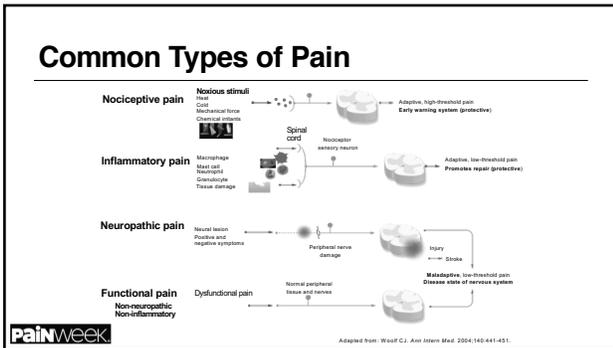 Common Types of Pain
Nociceptive pain
Noxious stimuli
Heat
Cold
Mechanical force
Chemical irritants
Adaptive, high-threshold pain
Early warning system (protective)
Spinal
cord
Nociceptor
sensory neuron
Inflammatory pain
Macrophage
Mast cell
Neutrophil
Granulocyte
Tissue damage
Adaptive, low-threshold pain
Promotes repair (protective)
Neuropathic pain
Neural lesion
Positive and
negative symptoms
Peripheral nerve
damage
Injury
Stroke
Maladaptive, low-threshold pain
Disease state of nervous system
Functional pain
Non-neuropathic
Non-inflammatory
Dysfunctional pain
Normal peripheral
tissue and nerves
PAINWEEK.
Adapted from: Woolf CJ. Ann Intern Med. 2004;140:441-451.